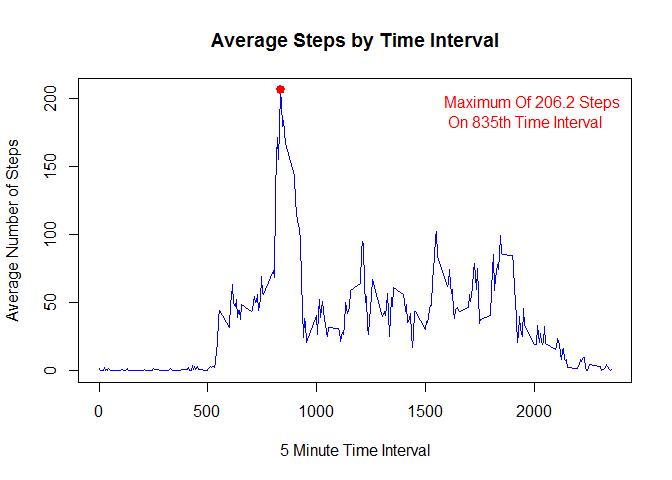 Average Steps by Time Interval
Maximum Of 206.2 Steps
On 835th Time Interval
Average Number of Steps
200
150
100
50
0
0 500 1000 1500 2000
5 Minute Time Interval